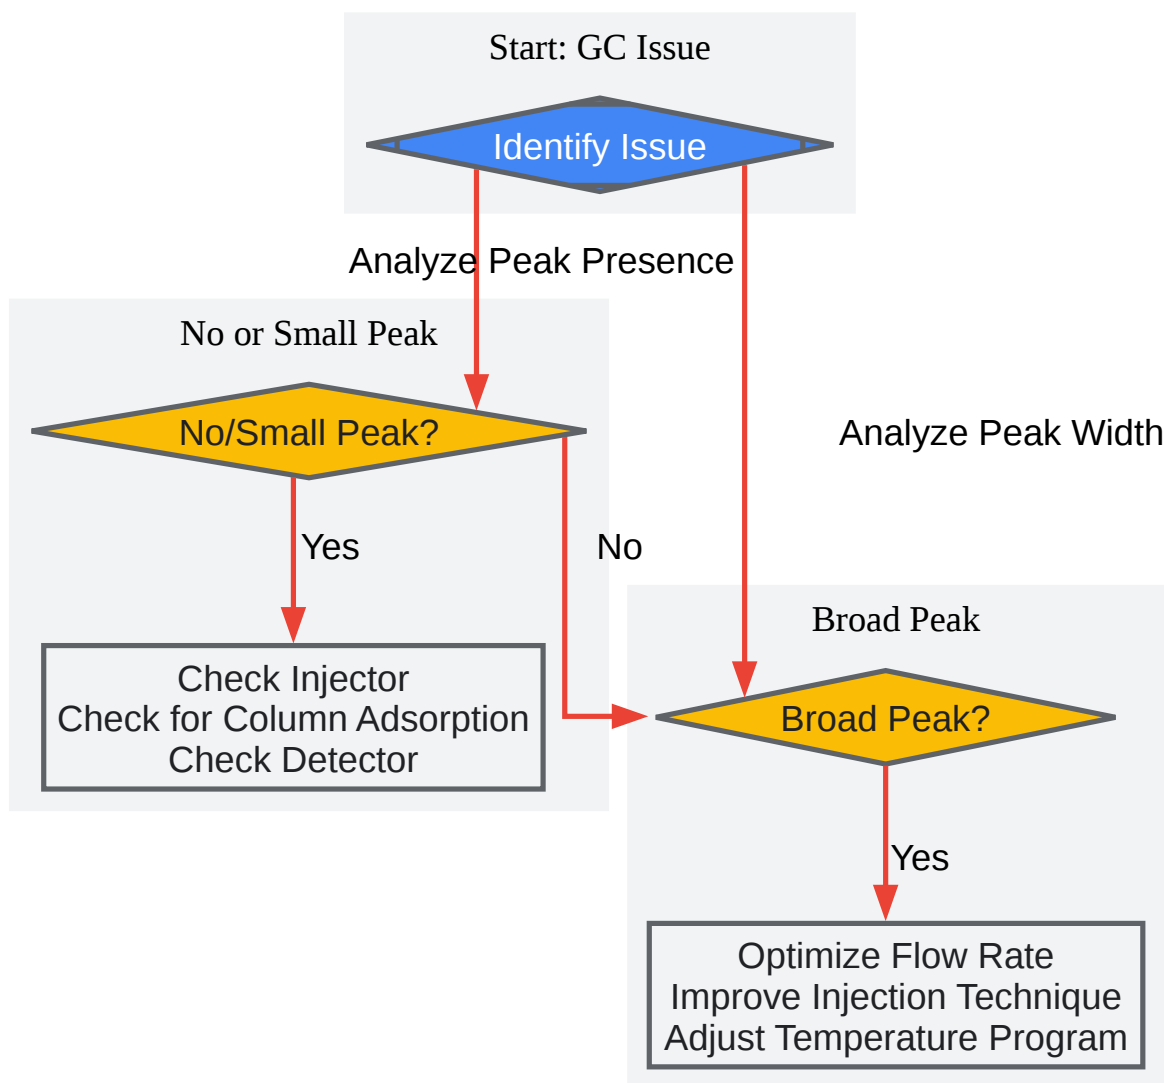 Start: GC Issue
Identify Issue
Analyze Peak Presence
No or Small Peak
No/Small Peak?
Analyze Peak Width
Yes
No
Broad Peak
Check Injector
Check for Column Adsorption
Check Detector
Broad Peak?
Yes
Optimize Flow Rate
Improve Injection Technique
Adjust Temperature Program